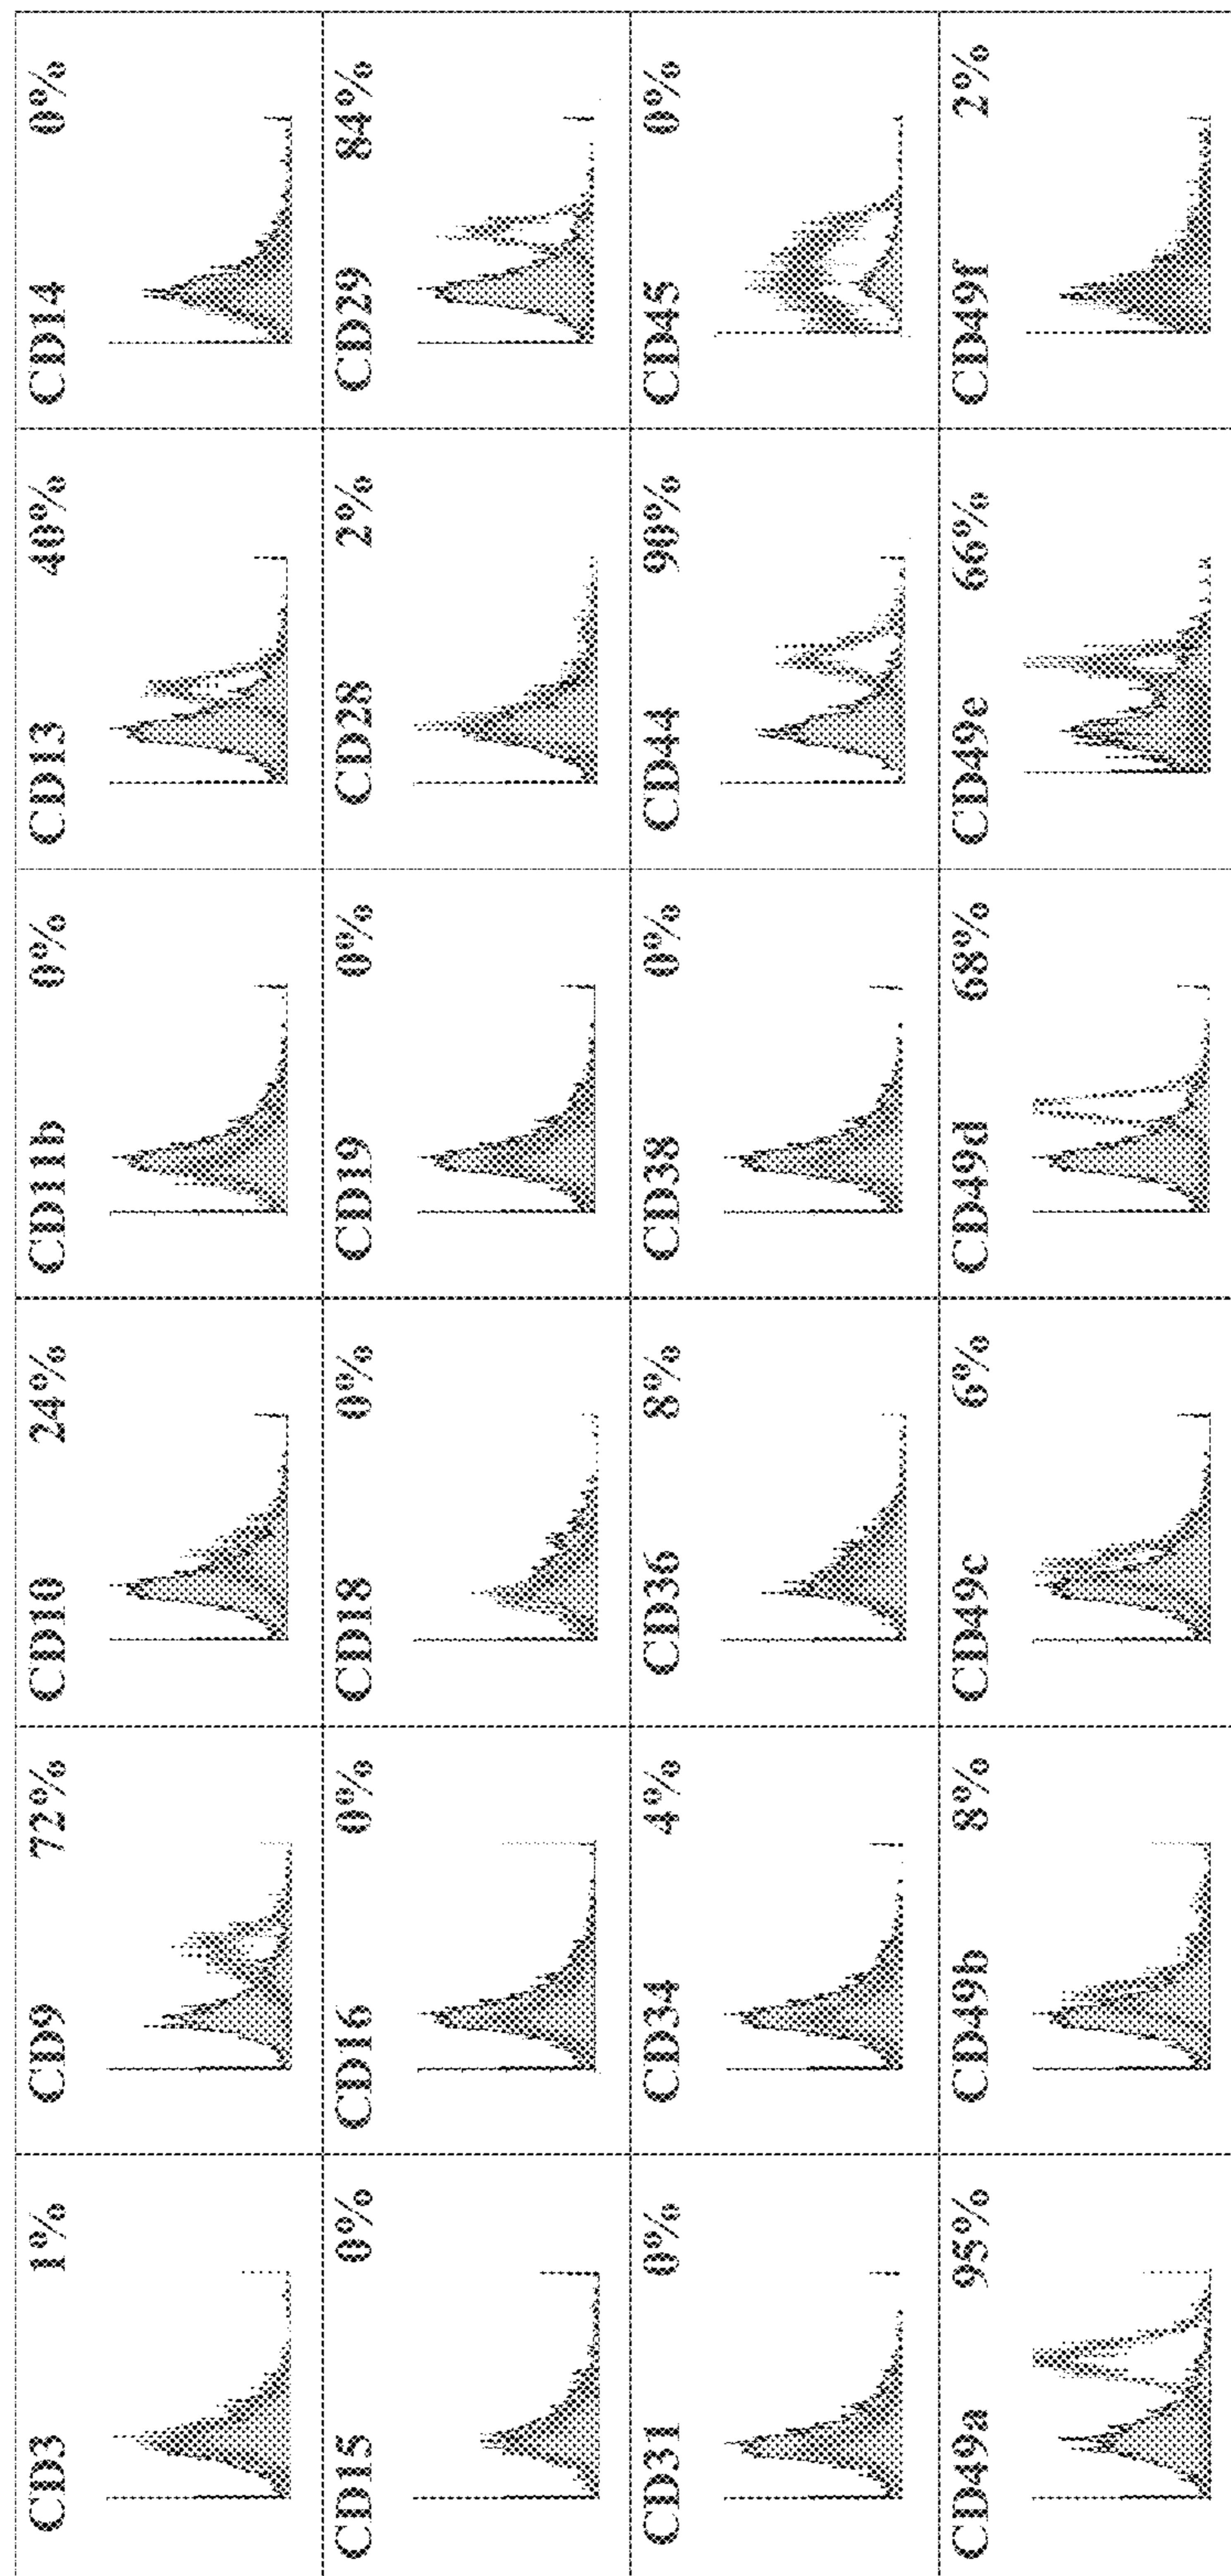 CD3 1% CD9 72% CD10 24% CD11b 0% CD13 40% CD14 0%
CD15 0% CD16 0% CD18 0% CD19 0% CD28 2% CD29 84%
CD31 0% CD34 4% CD36 8% CD38 0% CD44 90% CD45 0%
CD49a 95% CD49b 8% CD49c 6% CD49d 68% CD49e 66% CD49f 2%